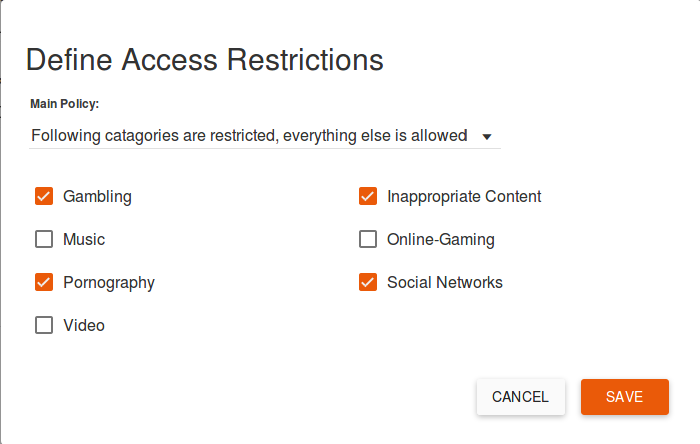 Define Access Restrictions
Main Policy:
Following catagories are restricted, everything else is allowed
Gambling
Inappropriate Content
Music
Online-Gaming
Pornography
Social Networks
Video
CANCEL
SAVE